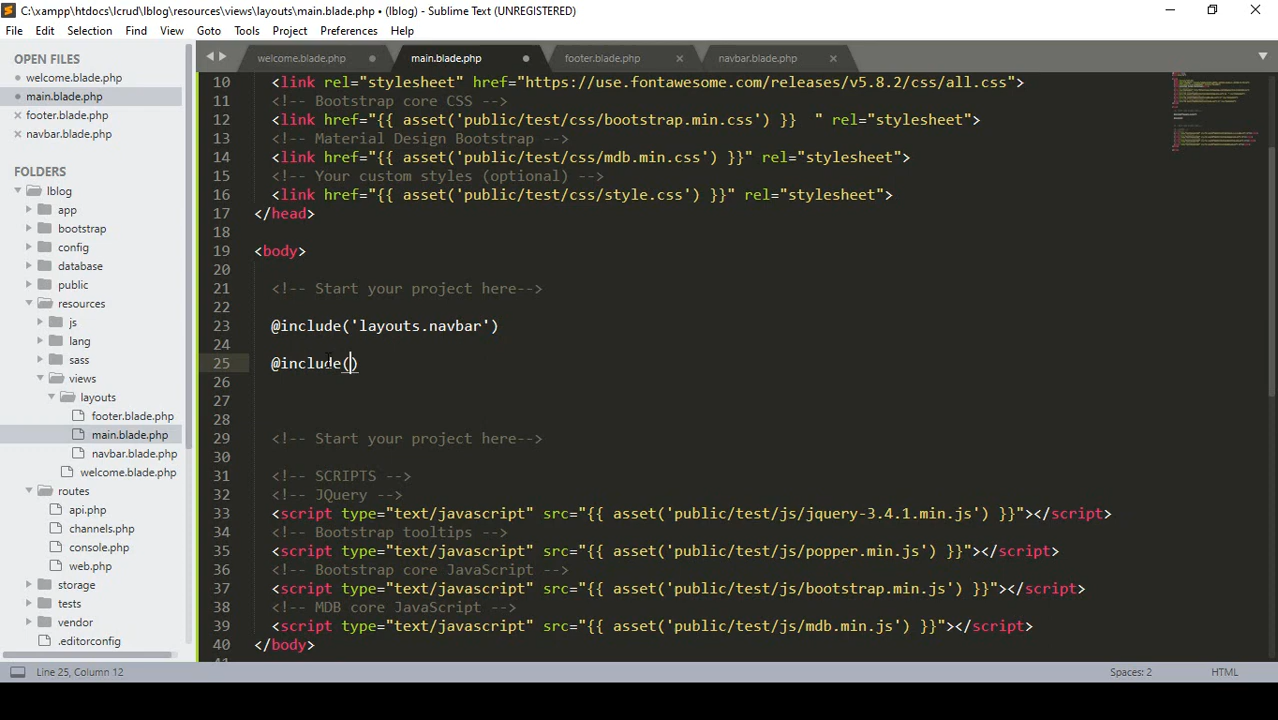 C:\xampp\htdocs\lcrud\lblog\resources\views\layouts\main.blade.php • (lblog) - Sublime Text (UNREGISTERED)
File Edit Selection Find View Goto Tools Project Preferences Help
OPEN FILES
welcome.blade.php
main.blade.php
footer.blade.php
navbar.blade.php
FOLDERS
lblog
app
bootstrap
config
database
public
resources
js
lang
sass
views
layouts
footer.blade.php
main.blade.php
navbar.blade.php
welcome.blade.php
routes
api.php
channels.php
console.php
web.php
storage
tests
vendor
.editorconfig
welcome.blade.php main.blade.php footer.blade.php navbar.blade.php
10 <link rel="stylesheet" href="https://use.fontawesome.com/releases/v5.8.2/css/all.css">
11 <!-- Bootstrap core CSS -->
12 <link href="{{ asset('public/test/css/bootstrap.min.css') }}  " rel="stylesheet">
13 <!-- Material Design Bootstrap -->
14 <link href="{{ asset('public/test/css/mdb.min.css') }}" rel="stylesheet">
15 <!-- Your custom styles (optional) -->
16 <link href="{{ asset('public/test/css/style.css') }}" rel="stylesheet">
17 </head>
18
19 <body>
20
21 <!-- Start your project here-->
22
23 @include('layouts.navbar')
24
25 @include()
26
27
28
29 <!-- Start your project here-->
30
31 <!-- SCRIPTS -->
32 <!-- JQuery -->
33 <script type="text/javascript" src="{{ asset('public/test/js/jquery-3.4.1.min.js') }}"></script>
34 <!-- Bootstrap tooltips -->
35 <script type="text/javascript" src="{{ asset('public/test/js/popper.min.js') }}"></script>
36 <!-- Bootstrap core JavaScript -->
37 <script type="text/javascript" src="{{ asset('public/test/js/bootstrap.min.js') }}"></script>
38 <!-- MDB core JavaScript -->
39 <script type="text/javascript" src="{{ asset('public/test/js/mdb.min.js') }}"></script>
40 </body>
Line 25, Column 12 Spaces: 2 HTML